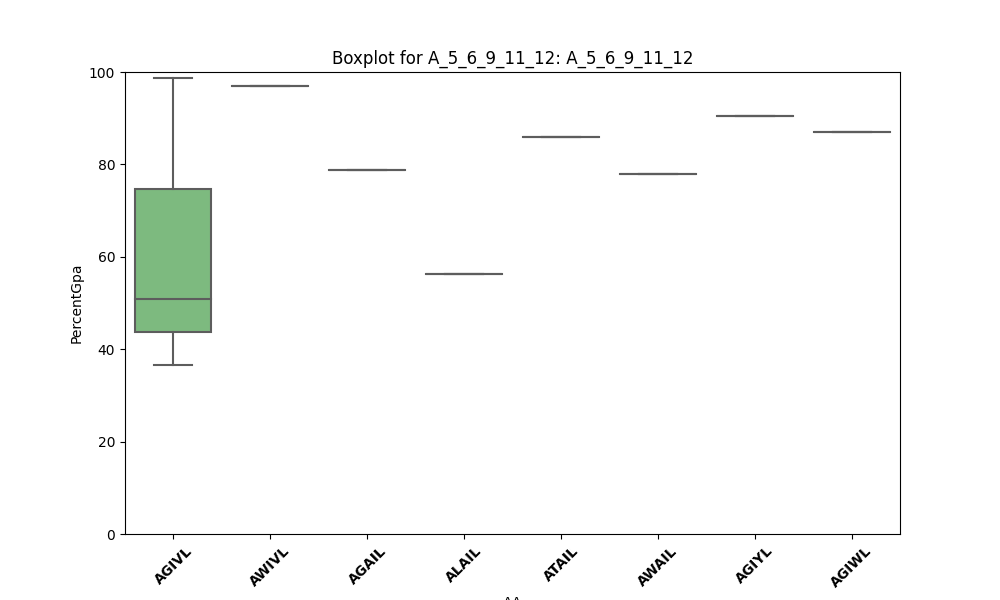 Boxplot for A_5_6_9_11_12: A_5_6_9_11_12
100
80
60
40
20
0
PercentGpa
AGIVL
AWIVL
AGAIL
ALAIL
ATAIL
AWAIL
AGIYL
AGIWL